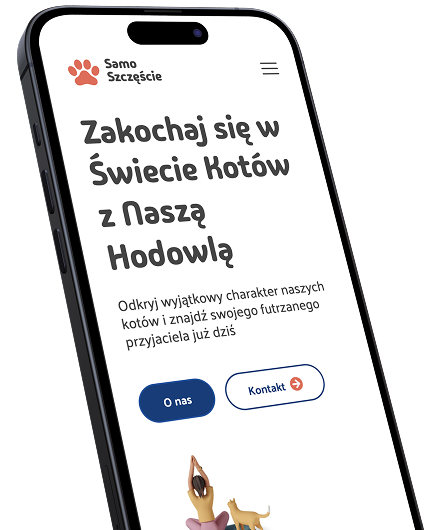 Samo
Szczęście
Zakochaj się w
Świecie Kotów
z Naszą
Hodowlą
Odkryj wyjątkowy charakter naszych
kotów i znajdź swojego futrzanego
przyjaciela już dziś
O nas
Kontakt